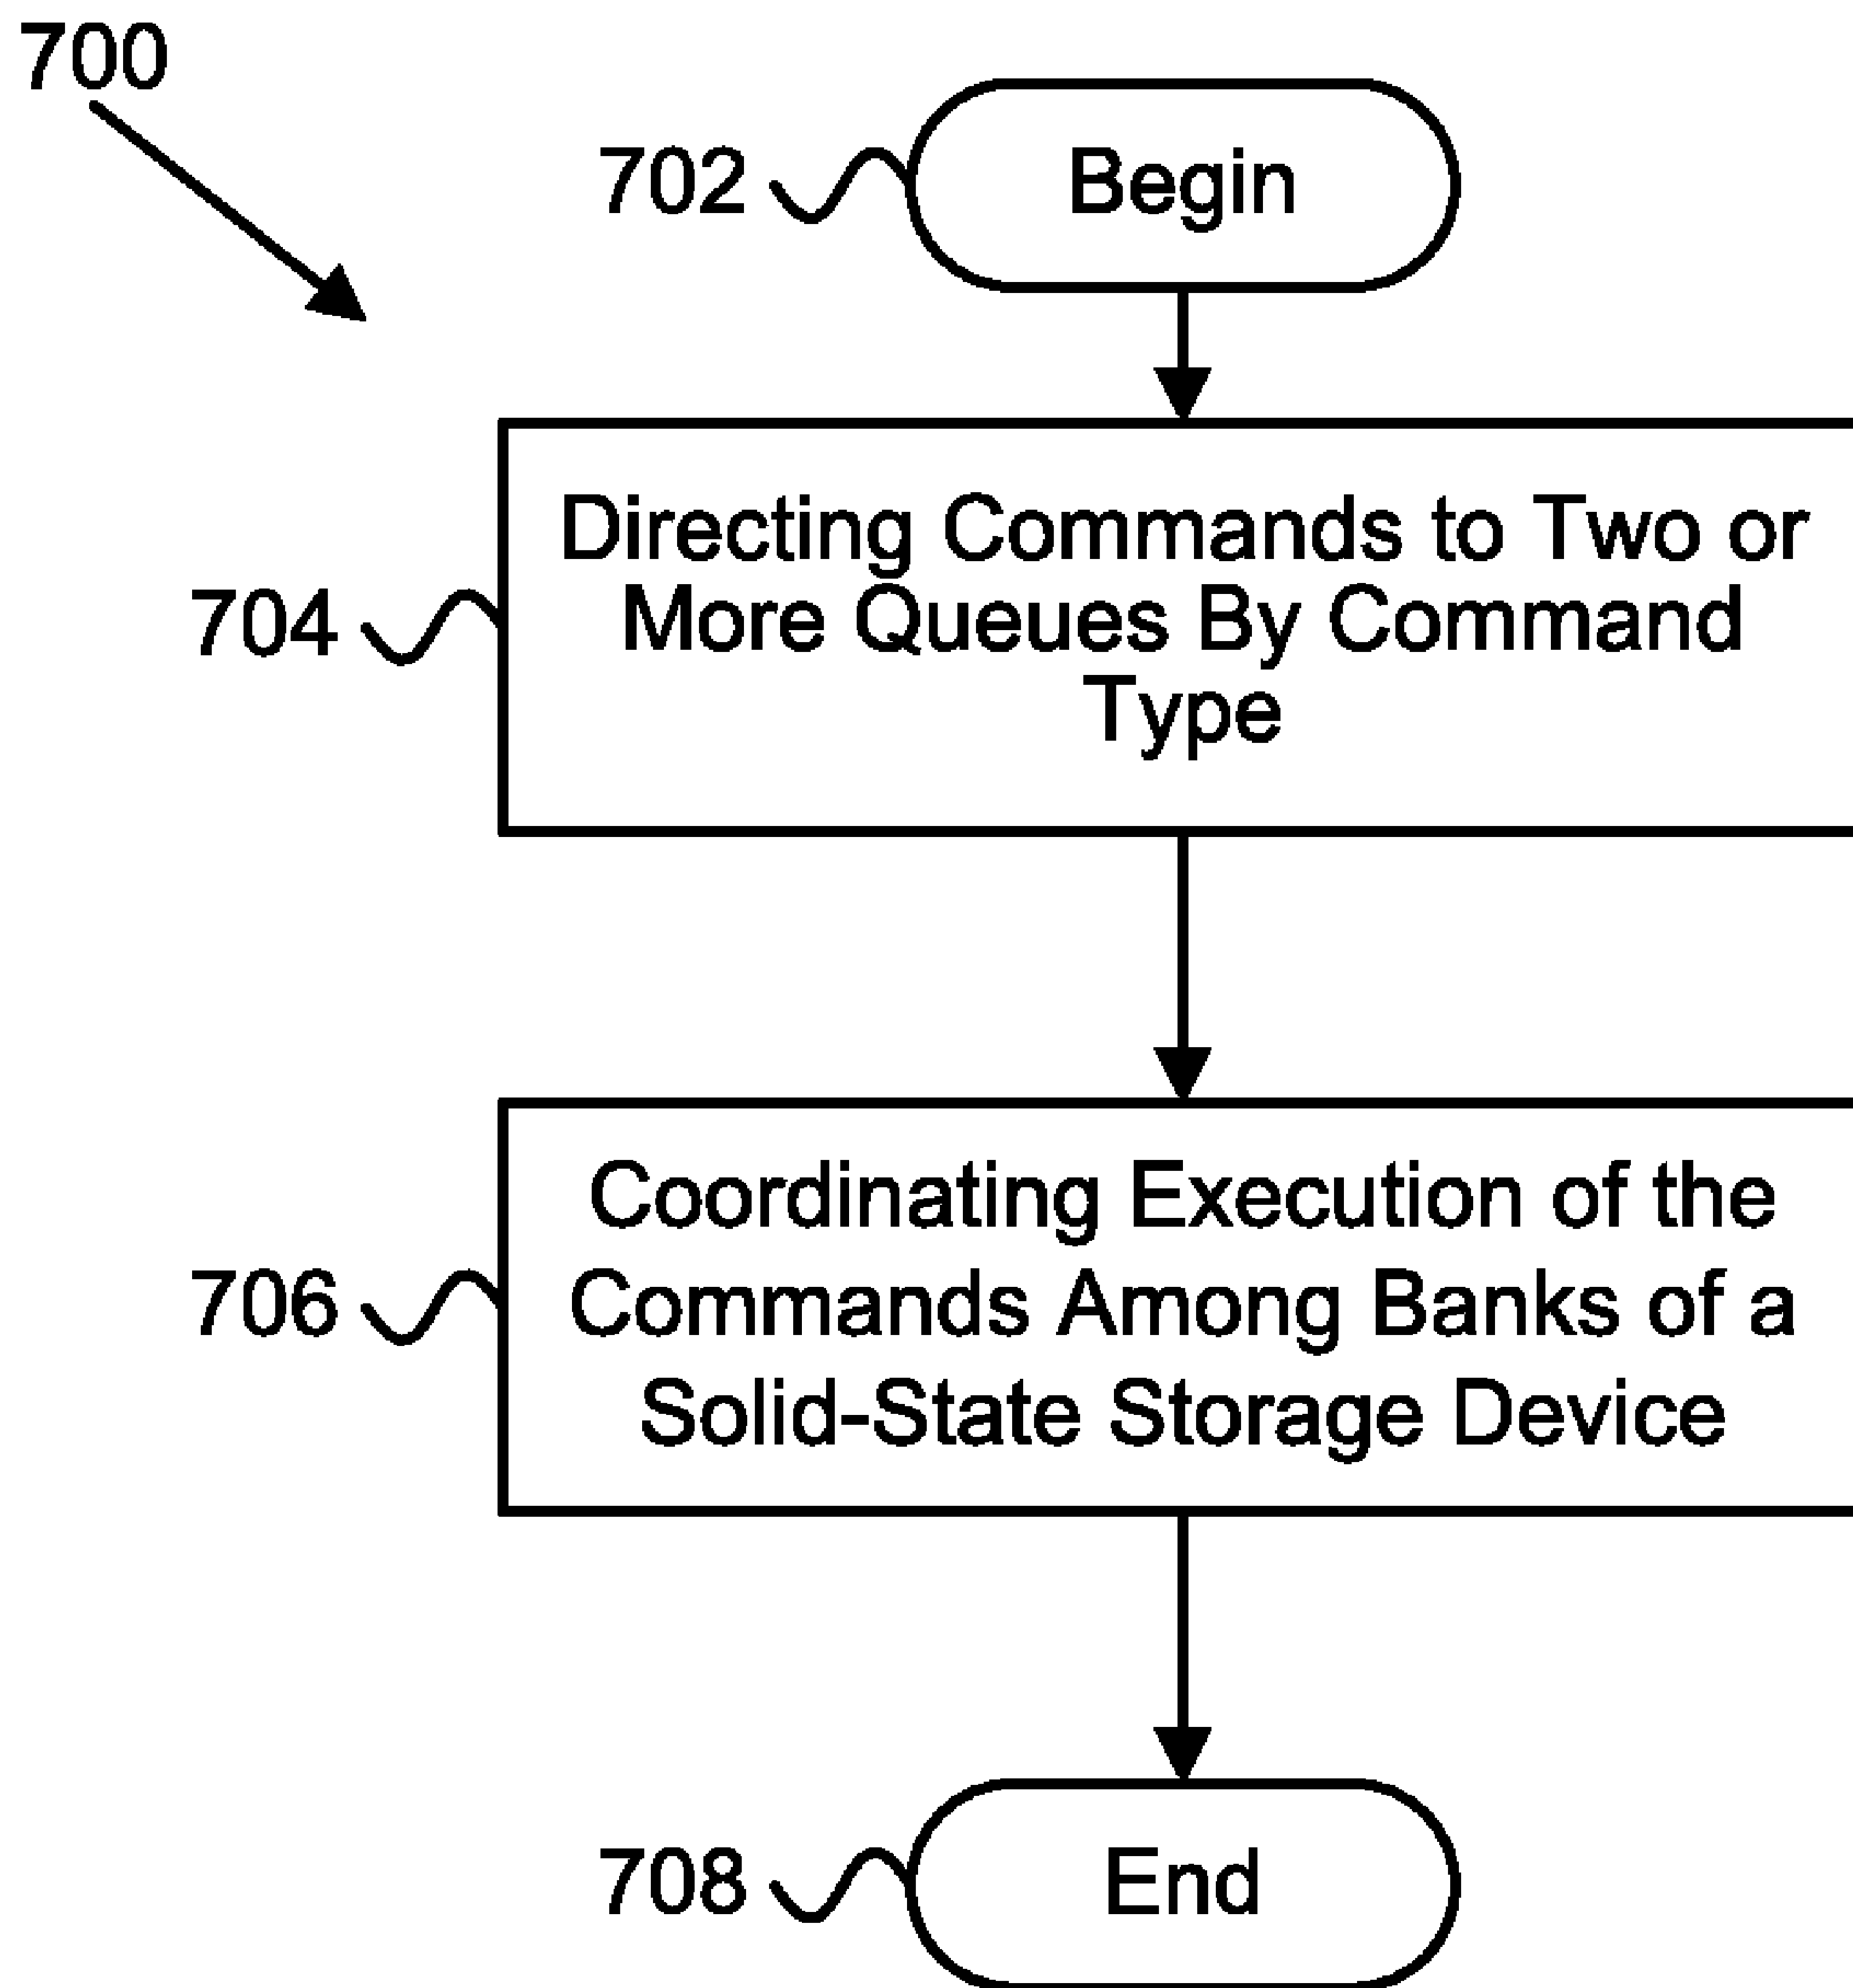 700
702
Begin
704
Directing Commands to Two or
More Queues By Command
Type
706
Coordinating Execution of the
Commands Among Banks of a
Solid-State Storage Device
708
End